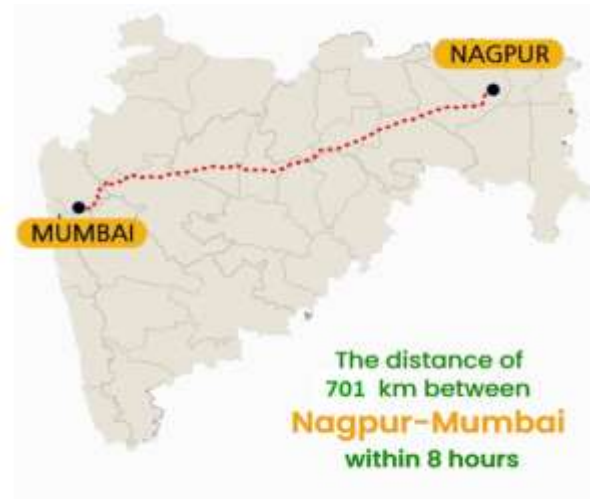 NAGPUR
MUMBAI
The distance of
701 km between
Nagpur-Mumbai
within 8 hours